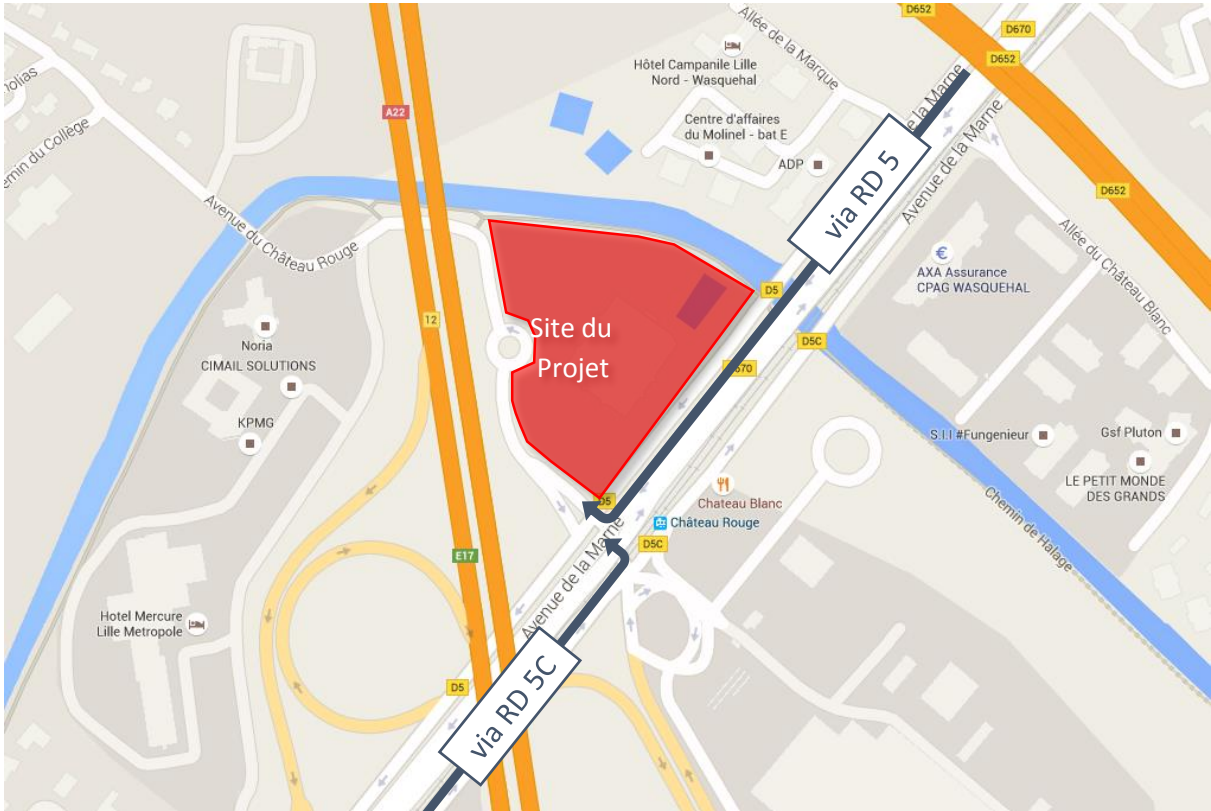 D652
D670
D652
Allée de la Marque
Hôtel Campanile Lille
Nord - Wasquehal
Centre d'affaires
du Molinel - bat E
ADP
A22
nolias
emin du Collège
Avenue du Château Rouge
via RD 5
e la Marne
Avenue de la Marne
D652
AXA Assurance
CPAG WASQUEHAL
Allée du Château Blanc
D5
D5C
12
Site du
Projet
Noria
CIMAIL SOLUTIONS
KPMG
S.I.I #Fungenieur
Gsf Pluton
LE PETIT MONDE
DES GRANDS
Chateau Blanc
D5
Château Rouge
D5C
Chemin de Halage
E17
Avenue de la Marne
Hotel Mercure
Lille Metropole
D5
via RD 5C